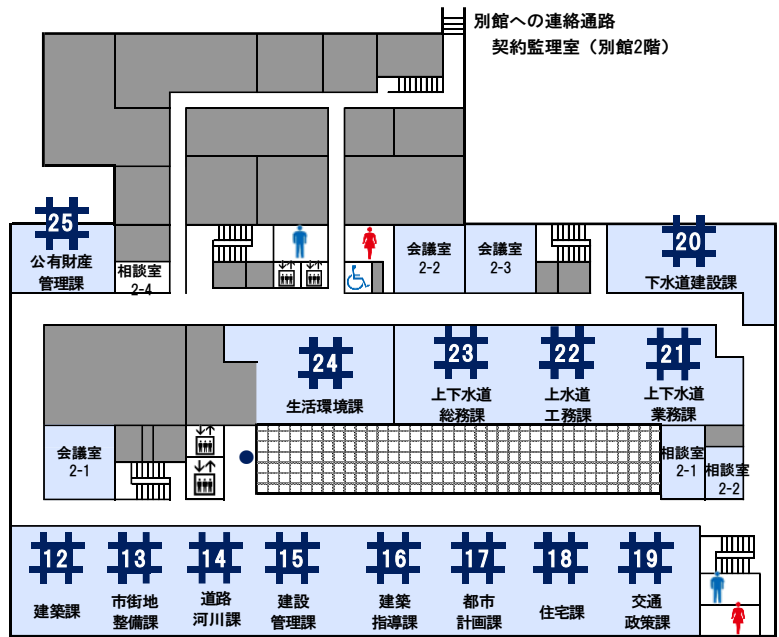 別館への連絡通路
契約監理室（別館2階）
25
公有財産
管理課
相談室
2-4
会議室
2-2
会議室
2-3
20
下水道建設課
24
生活環境課
23
上下水道
総務課
22
上水道
工務課
21
上下水道
業務課
会議室
2-1
相談室
2-1
相談室
2-2
12
建築課
13
市街地
整備課
14
道路
河川課
15
建設
管理課
16
建築
指導課
17
都市
計画課
18
住宅課
19
交通
政策課